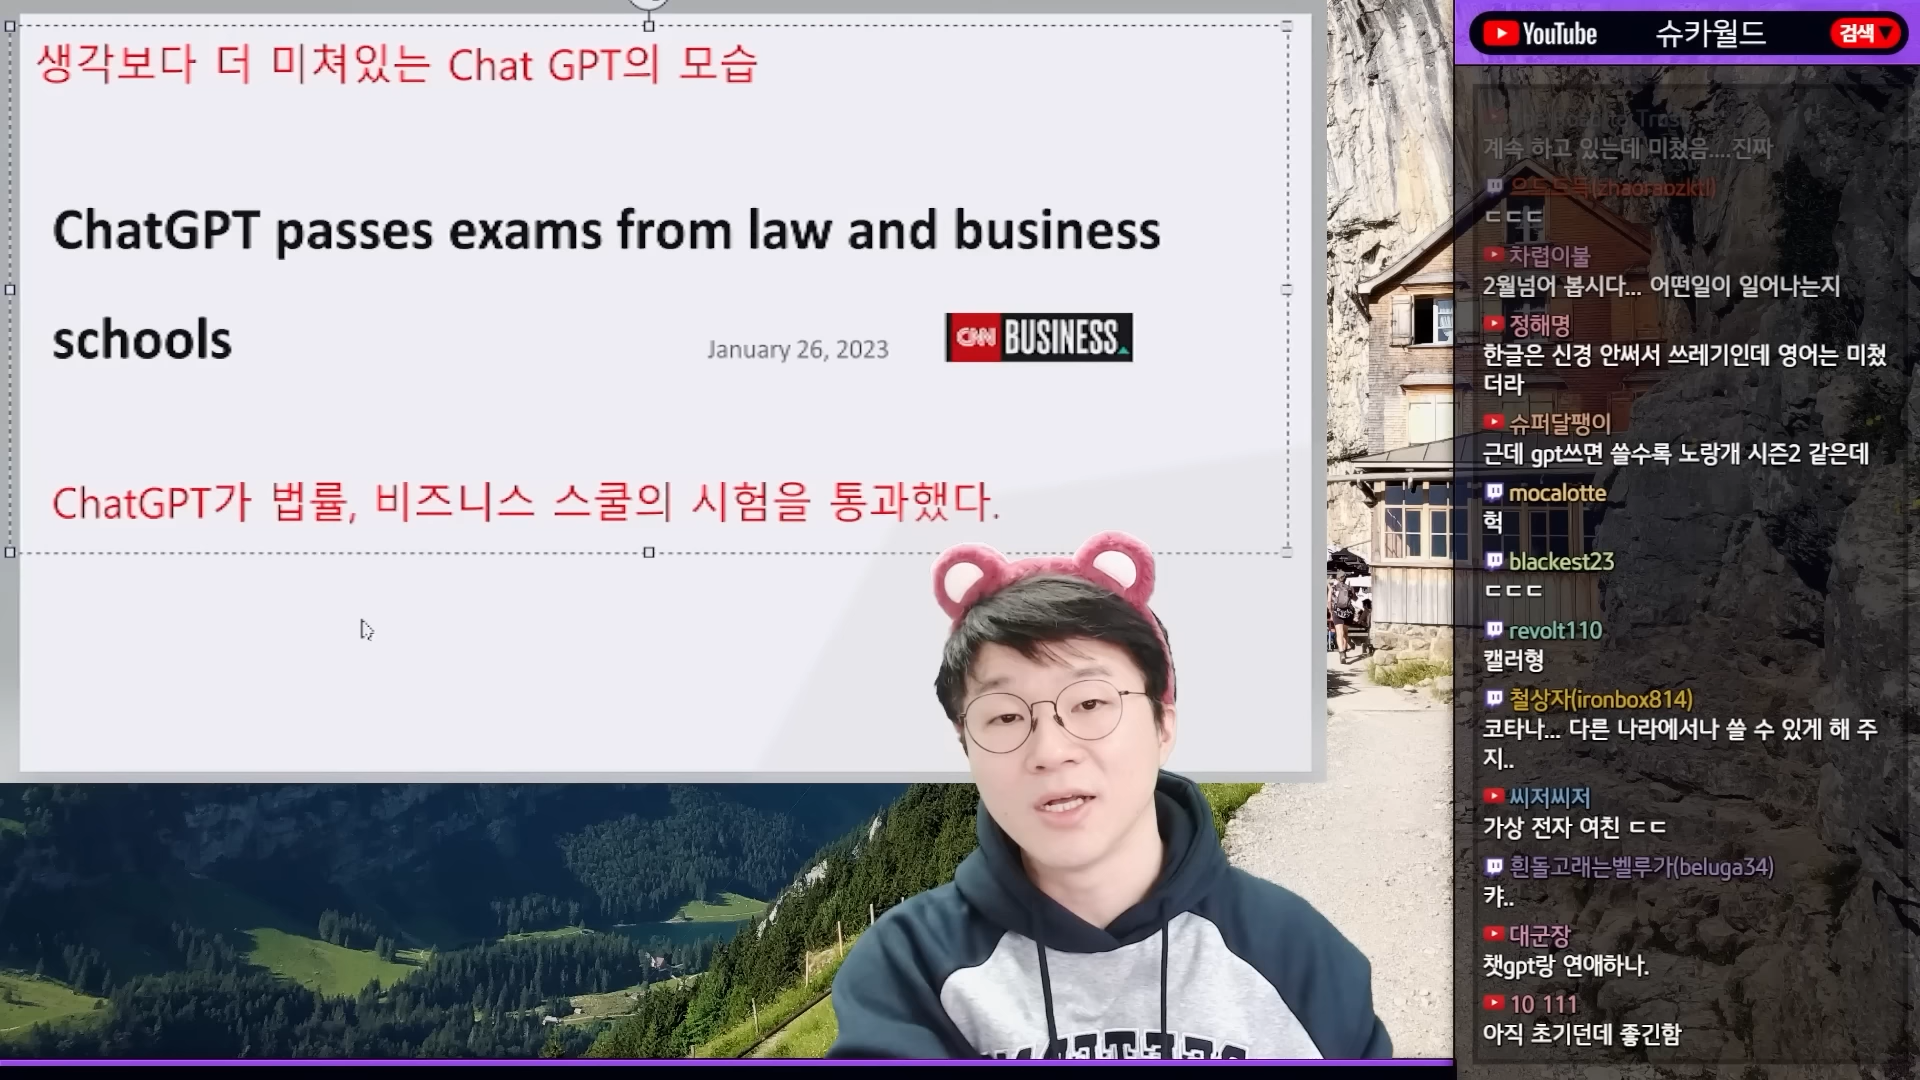 생각보다 더 미쳐있는 Chat GPT의 모습
ChatGPT passes exams from law and business
schools
January 26, 2023
CNN BUSINESS
ChatGPT가 법률, 비즈니스 스쿨의 시험을 통과했다.
YouTube 슈카월드 검색
계속 하고 있는데 미쳤음....진짜
ㄷㄷㄷ
차렵이불
2월넘어 봅시다... 어떤일이 일어나는지
정해명
한글은 신경 안써서 쓰레기인데 영어는 미쳤
더라
슈퍼달팽이
근데 gpt쓰면 쓸수록 노랑개 시즌2 같은데
mocalotte
헉
blackest23
ㄷㄷㄷ
revolt110
캘러형
철상자(ironbox814)
코타나... 다른 나라에서나 쓸 수 있게 해 주
지..
씨저씨저
가상 전자 여친 ㄷㄷ
흰돌고래는벨루가(beluga34)
캬..
대군장
챗gpt랑 연애하나.
10 111
아직 초기던데 좋긴함